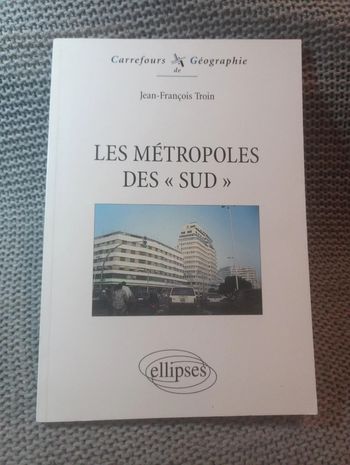 Carrefours de Géographie
Jean-François Troin
LES MÉTROPOLES
DES « SUD »
ellipses